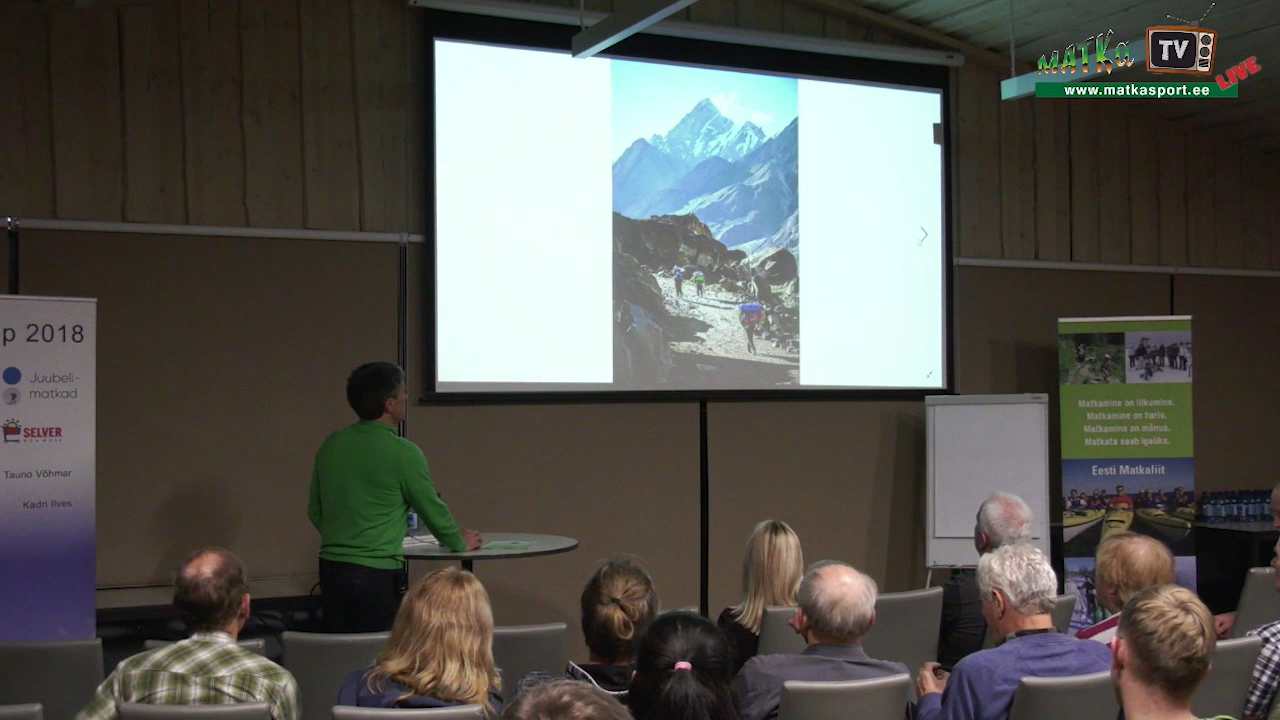 MATKa
TV
LIVE
www.matkasport.ee
p 2018
Juubeli-
matkad
SELVER
Tauno Võhmar
Kadri Ilves
Matkamine on liikumine.
Matkamine on hariv.
Matkamine on mõnus.
Matkata saab igaüks.
Eesti Matkaliit